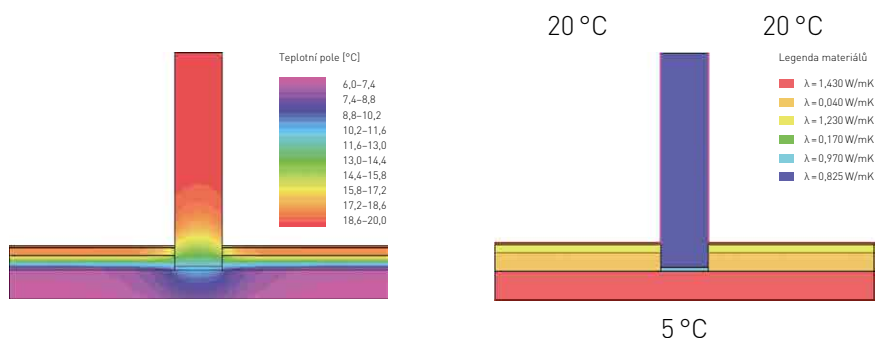 20 °C
20 °C
Teplotní pole [°C]
6,0–7,4
7,4–8,8
8,8–10,2
10,2–11,6
11,6–13,0
13,0–14,4
14,4–15,8
15,8–17,2
17,2–18,6
18,6–20,0
Legenda materiálů
λ = 1,430 W/mK
λ = 0,040 W/mK
λ = 1,230 W/mK
λ = 0,170 W/mK
λ = 0,970 W/mK
λ = 0,825 W/mK
5 °C